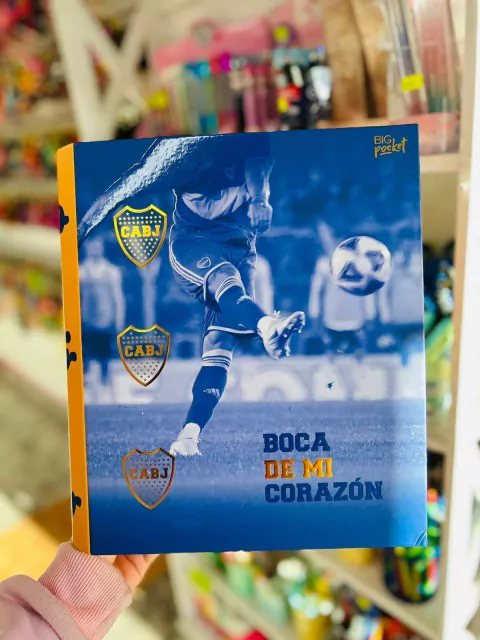 BIG
pocket
CABJ
CABJ
CABJ
BOCA
DE MI
CORAZÓN